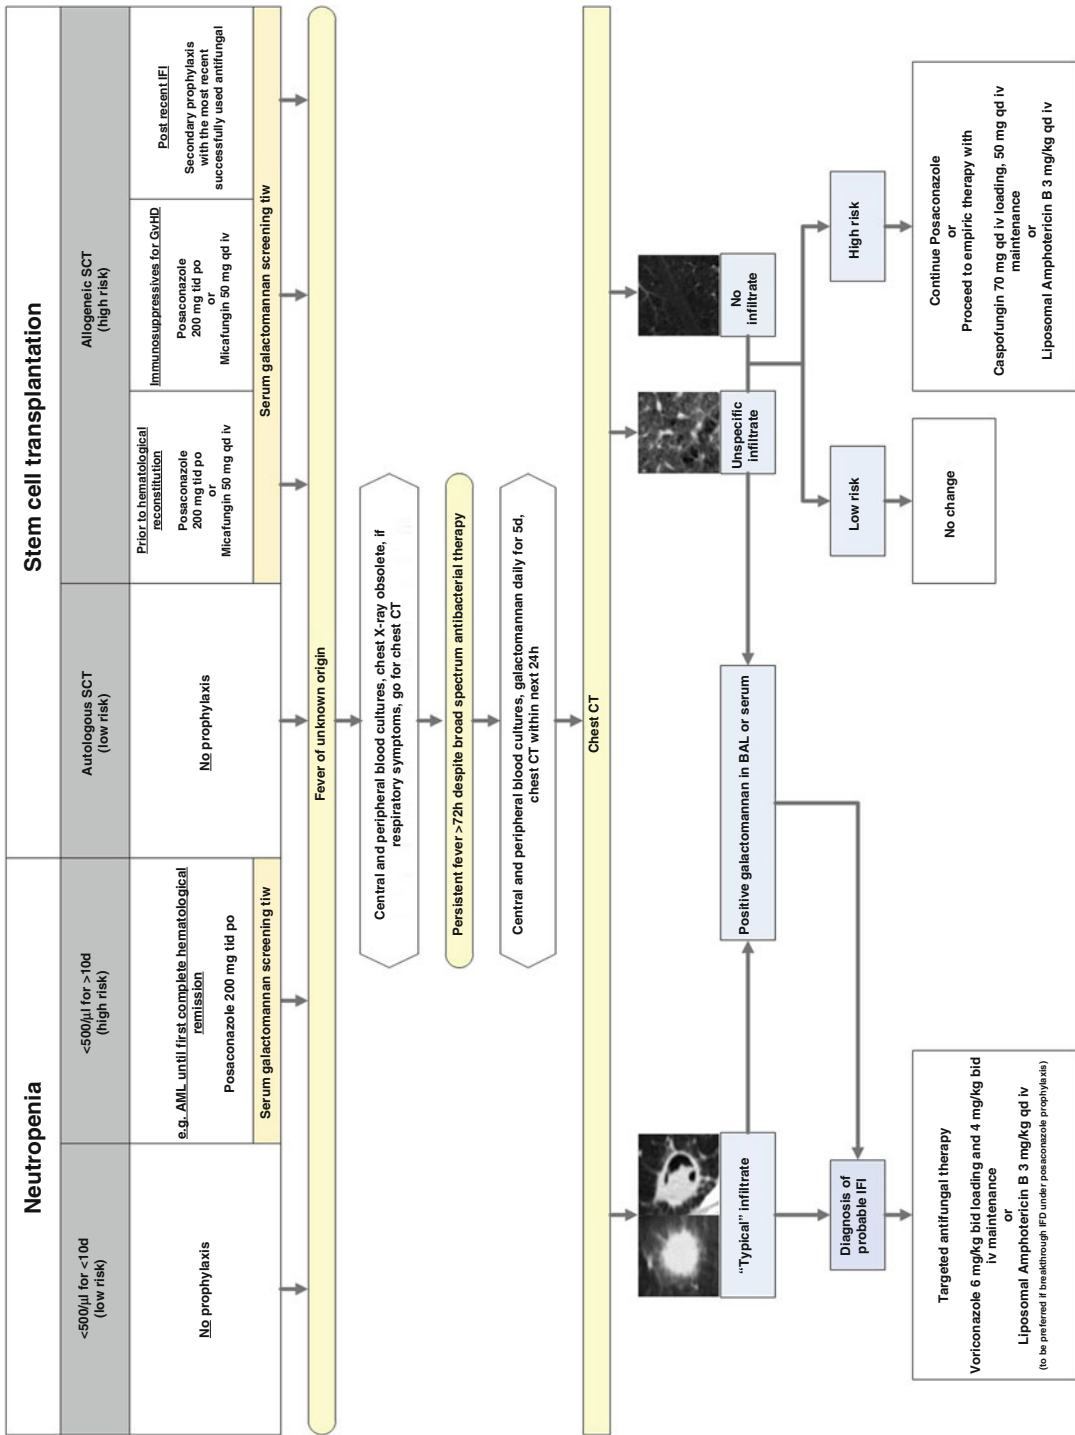 Neutropenia
Stem cell transplantation
<500/µl for <10d
(low risk)
<500/µl for >10d
(high risk)
Autologous SCT
(low risk)
Allogeneic SCT
(high risk)
No prophylaxis
e.g. AML until first complete hematological
remission
Posaconazole 200 mg tid po
Serum galactomannan screening tiw
No prophylaxis
Prior to hematological
reconstitution
Posaconazole
200 mg tid po
or
Micafungin 50 mg qd iv
Immunosuppressives for GvHD
Posaconazole
200 mg tid po
or
Micafungin 50 mg qd iv
Post recent IFI
Secondary prophylaxis
with the most recent
successfully used antifungal
Serum galactomannan screening tiw
Fever of unknown origin
Central and peripheral blood cultures, chest X-ray obsolete, if
respiratory symptoms, go for chest CT
Persistent fever >72h despite broad spectrum antibacterial therapy
Central and peripheral blood cultures, galactomannan daily for 5d,
chest CT within next 24h
Chest CT
"Typical" infiltrate
Unspecific
infiltrate
No
infiltrate
Positive galactomannan in BAL or serum
Diagnosis of
probable IFI
Low risk
High risk
Targeted antifungal therapy
Voriconazole 6 mg/kg bid loading and 4 mg/kg bid
iv maintenance
or
Liposomal Amphotericin B 3 mg/kg qd iv
(to be preferred if breakthrough IFD under posaconazole prophylaxis)
No change
Continue Posaconazole
or
Proceed to empiric therapy with
Caspofungin 70 mg qd iv loading, 50 mg qd iv
maintenance
or
Liposomal Amphotericin B 3 mg/kg qd iv